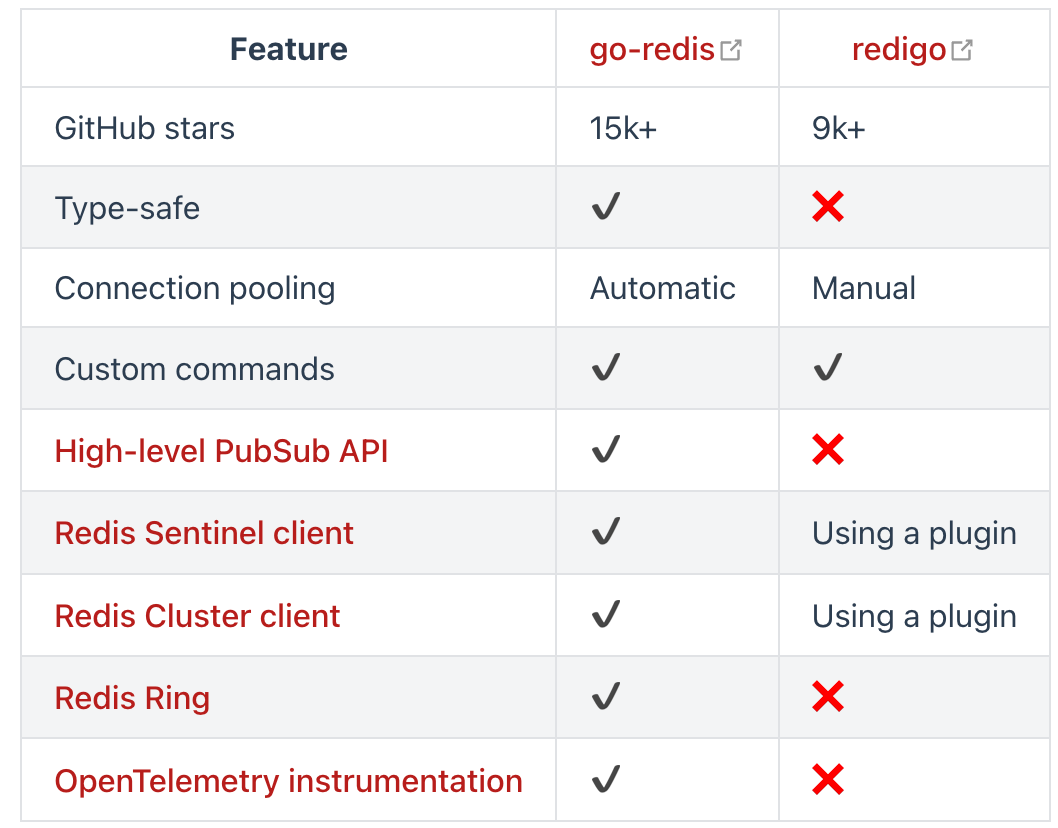 Feature go-redis redigo
GitHub stars 15k+ 9k+
Type-safe ✔ ❌
Connection pooling Automatic Manual
Custom commands ✔ ✔
High-level PubSub API ✔ ❌
Redis Sentinel client ✔ Using a plugin
Redis Cluster client ✔ Using a plugin
Redis Ring ✔ ❌
OpenTelemetry instrumentation ✔ ❌